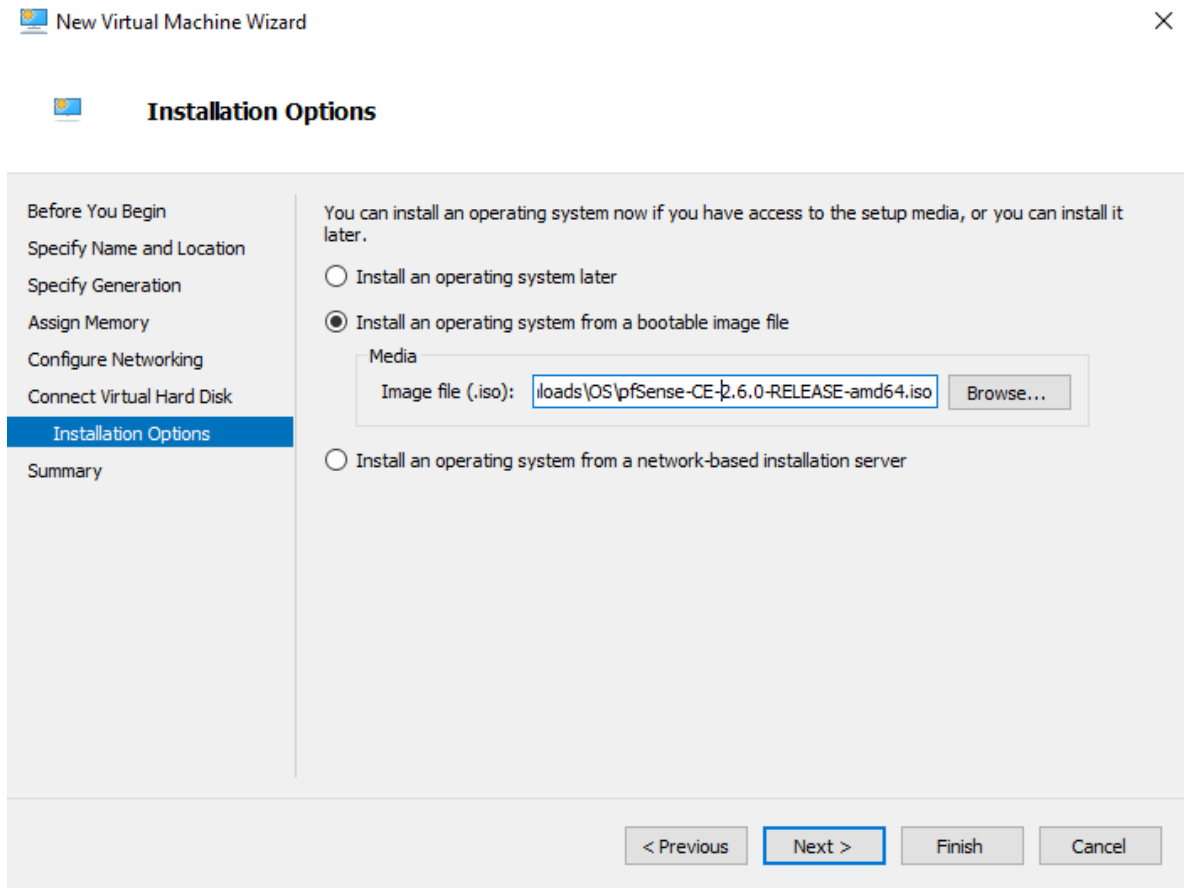 New Virtual Machine Wizard
Installation Options
Before You Begin
Specify Name and Location
Specify Generation
Assign Memory
Configure Networking
Connect Virtual Hard Disk
Installation Options
Summary
You can install an operating system now if you have access to the setup media, or you can install it
later.
Install an operating system later
Install an operating system from a bootable image file
Media
Image file (.iso): loads\OS\pfSense-CE-2.6.0-RELEASE-amd64.iso Browse...
Install an operating system from a network-based installation server
< Previous Next > Finish Cancel